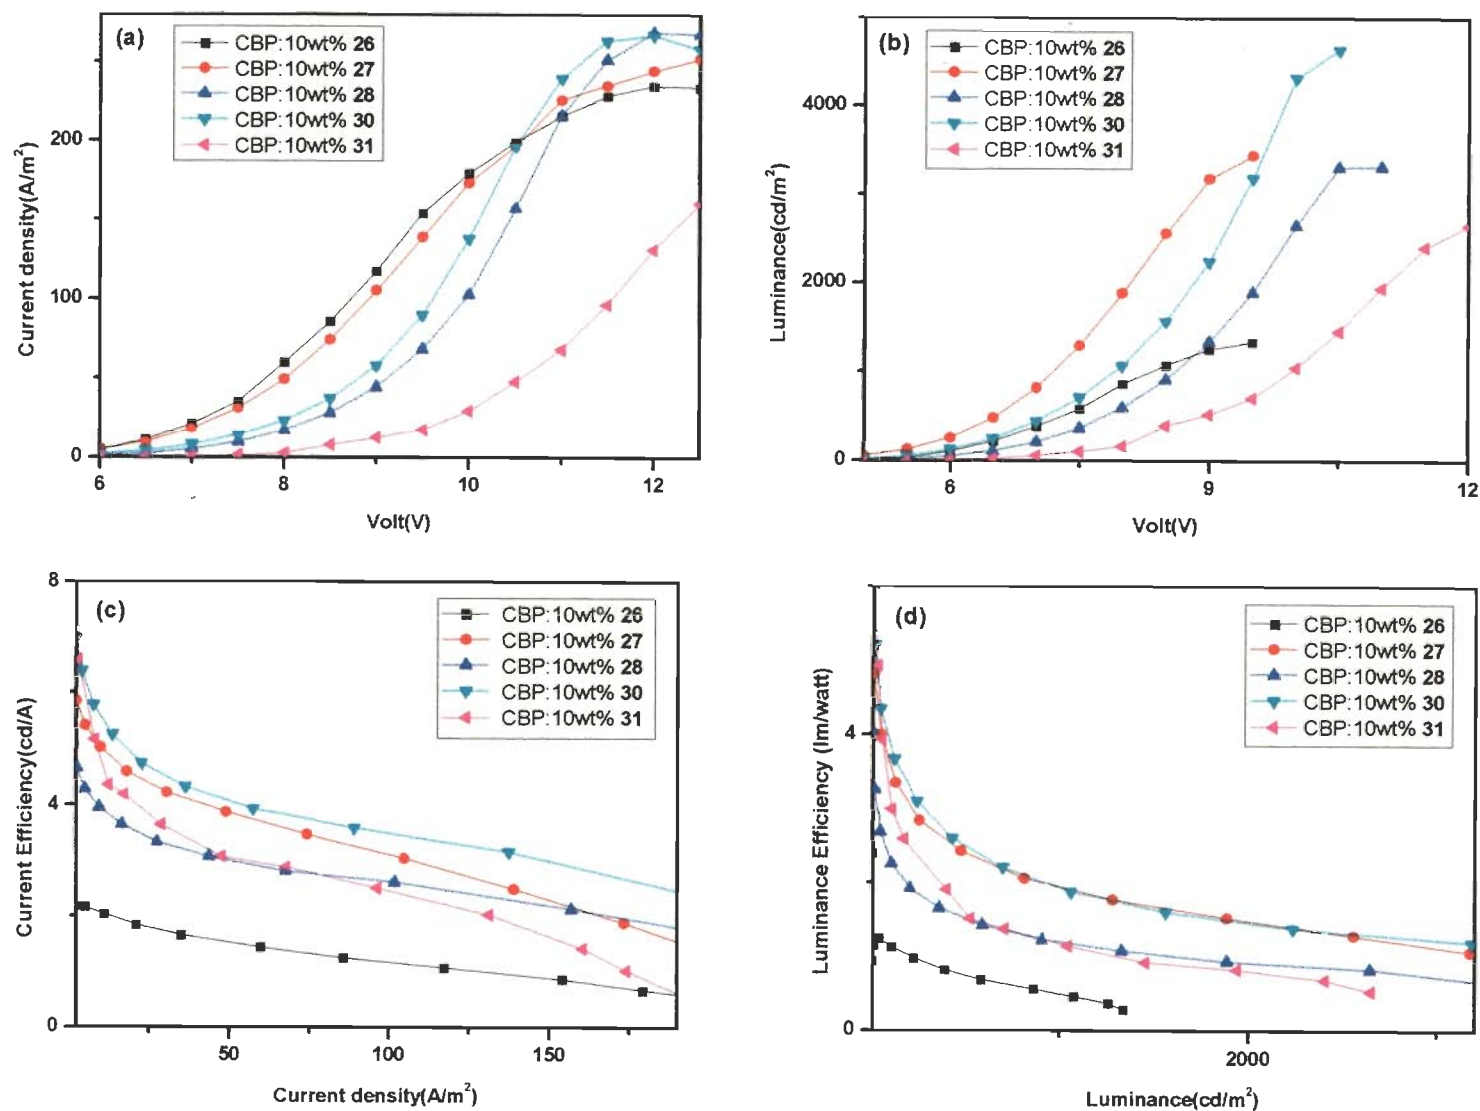 (a)
CBP:10wt% 26
CBP:10wt% 27
CBP:10wt% 28
CBP:10wt% 30
CBP:10wt% 31
Current density(A/m²)
200
100
0
6
8
10
12
Volt(V)
(b)
CBP:10wt% 26
CBP:10wt% 27
CBP:10wt% 28
CBP:10wt% 30
CBP:10wt% 31
Luminance(cd/m²)
4000
2000
0
6
9
12
Volt(V)
(c)
CBP:10wt% 26
CBP:10wt% 27
CBP:10wt% 28
CBP:10wt% 30
CBP:10wt% 31
Current Efficiency(cd/A)
8
4
0
50
100
150
Current density(A/m²)
(d)
CBP:10wt% 26
CBP:10wt% 27
CBP:10wt% 28
CBP:10wt% 30
CBP:10wt% 31
Luminance Efficiency (lm/watt)
4
0
2000
Luminance(cd/m²)